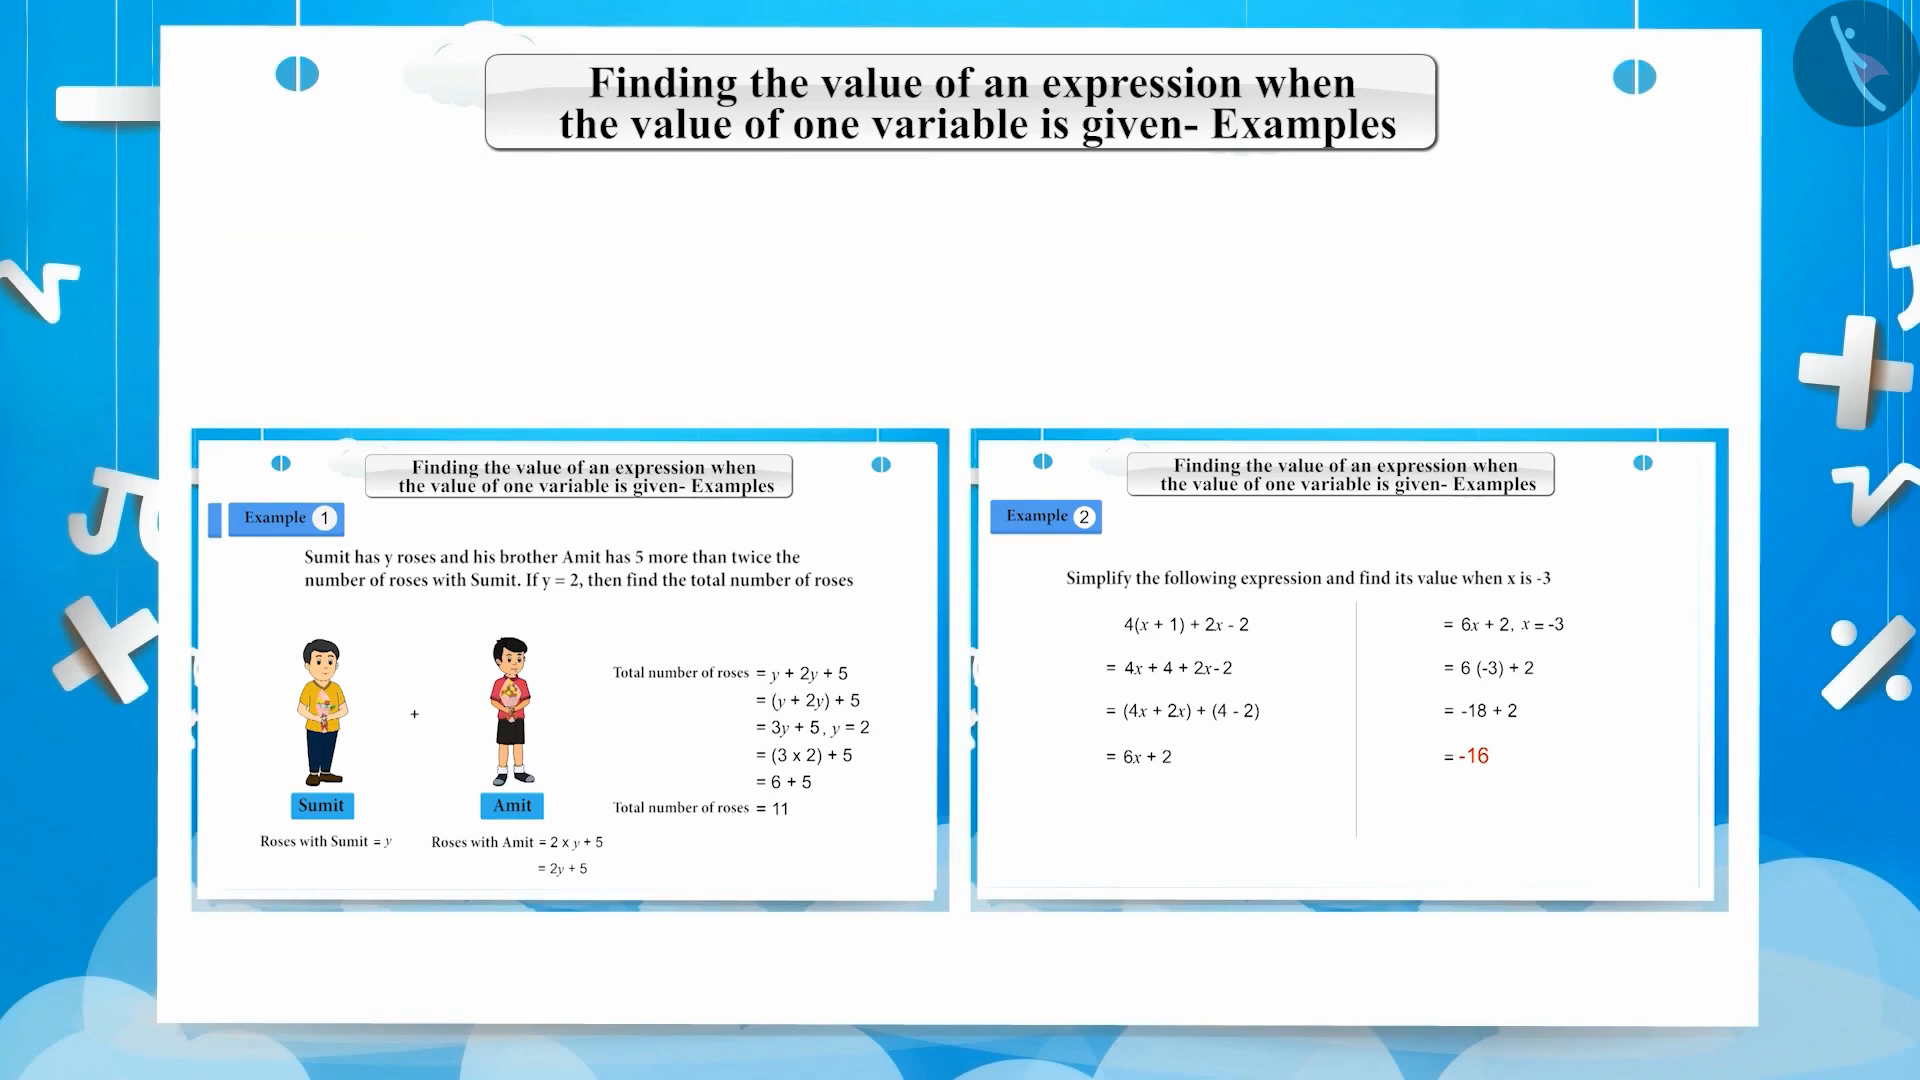 Finding the value of an expression when
the value of one variable is given- Examples
Finding the value of an expression when
the value of one variable is given- Examples
Example 1
Sumit has y roses and his brother Amit has 5 more than twice the
number of roses with Sumit. If y = 2, then find the total number of roses
Total number of roses = y + 2y + 5
= (y + 2y) + 5
= 3y + 5, y = 2
= (3 x 2) + 5
= 6 + 5
Total number of roses = 11
+
Sumit
Amit
Roses with Sumit = y
Roses with Amit = 2 x y + 5
= 2y + 5
Finding the value of an expression when
the value of one variable is given- Examples
Example 2
Simplify the following expression and find its value when x is -3
4(x + 1) + 2x - 2
= 4x + 4 + 2x - 2
= (4x + 2x) + (4 - 2)
= 6x + 2
= 6x + 2, x = -3
= 6 (-3) + 2
= -18 + 2
= -16